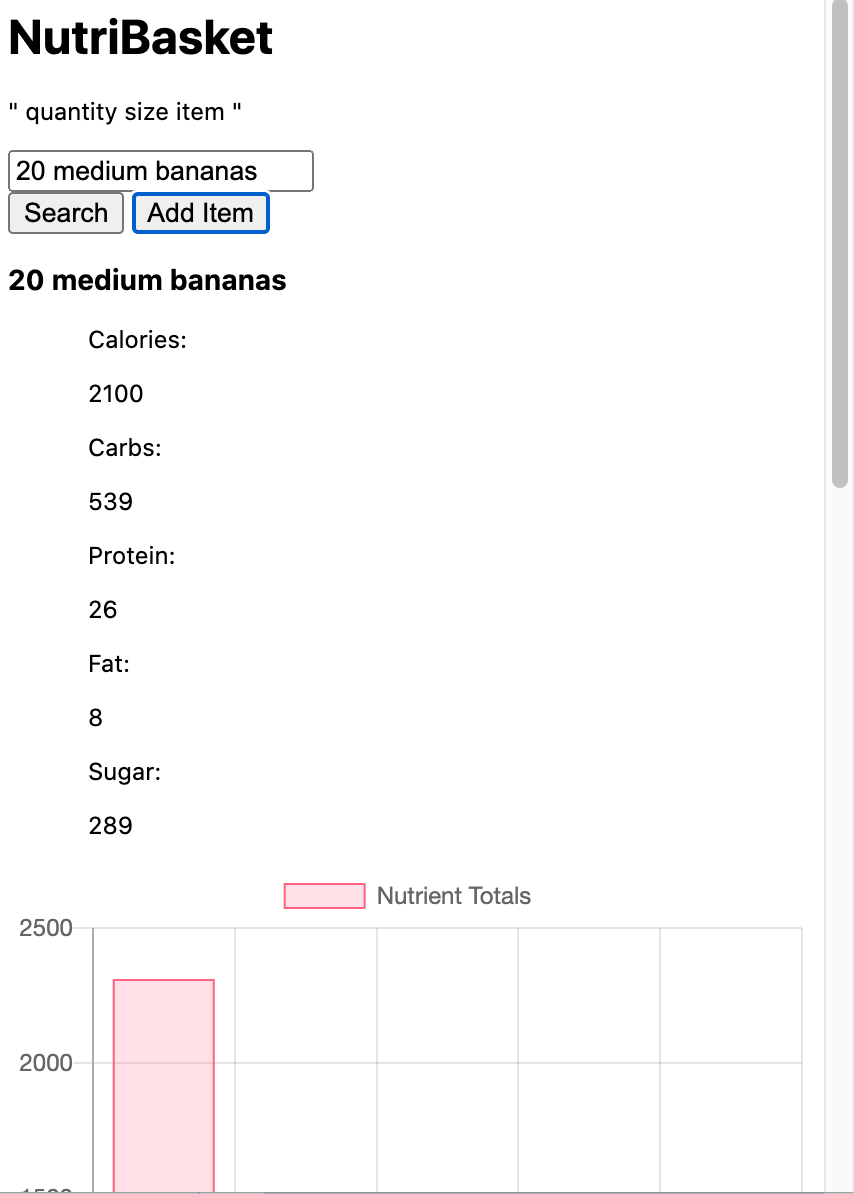 NutriBasket
" quantity size item "
20 medium bananas
Search Add Item
20 medium bananas
Calories:
2100
Carbs:
539
Protein:
26
Fat:
8
Sugar:
289
Nutrient Totals
2500
2000